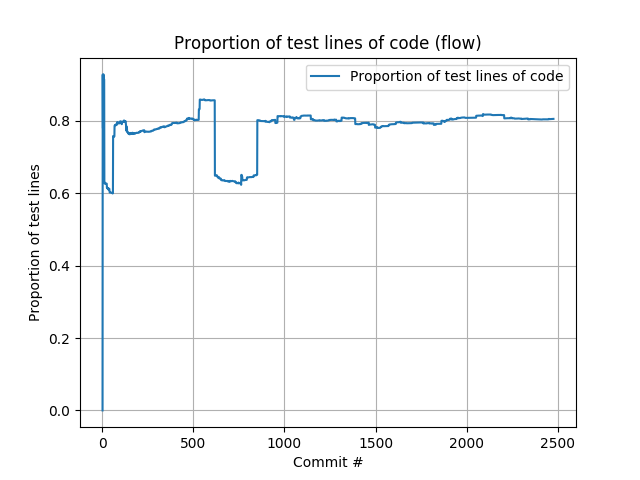 Proportion of test lines of code (flow)
Proportion of test lines of code
Proportion of test lines
0.8
0.6
0.4
0.2
0.0
0 500 1000 1500 2000 2500
Commit #